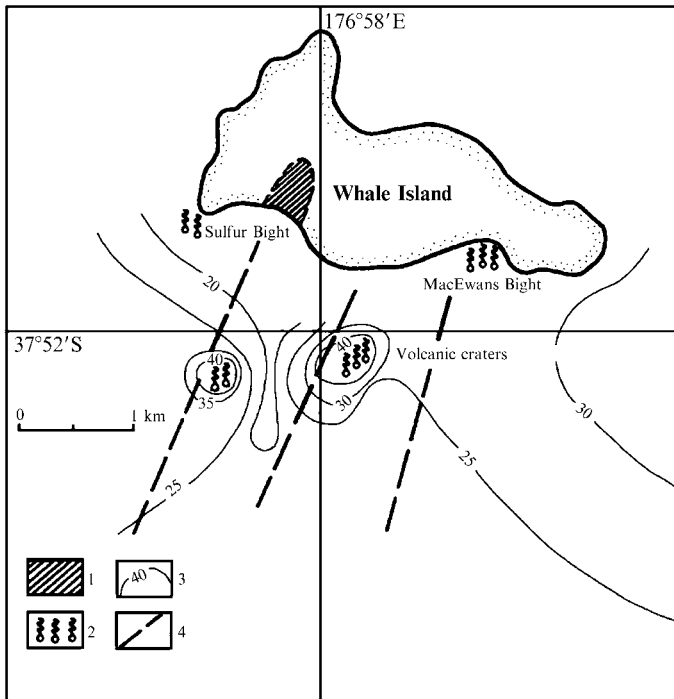 176°58′E
Whale Island
Sulfur Bight
MacEwans Bight
20
37°52′S
40
40
Volcanic craters
35
30
30
0 1 km
25
25
40
1
3
2
4